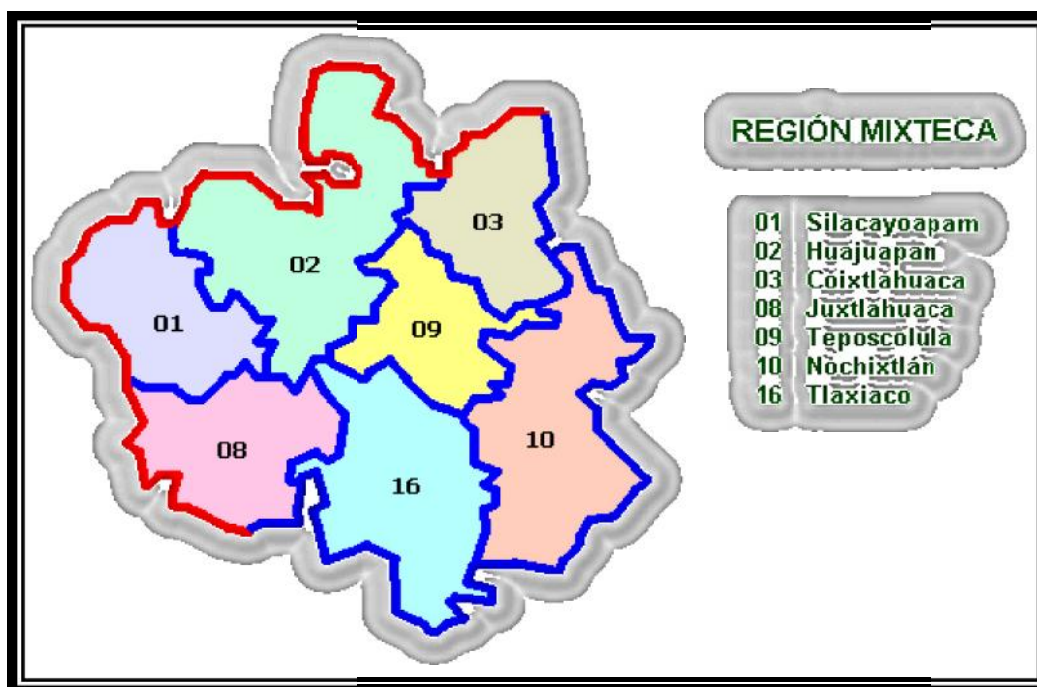 REGIÓN MIXTECA
01 Silacayoapam
02 Huajuapan
03 Coixtlahuaca
08 Juxtlahuaca
09 Teposcolula
10 Nochixtlán
16 Tlaxiaco
03
02
01
09
08
10
16